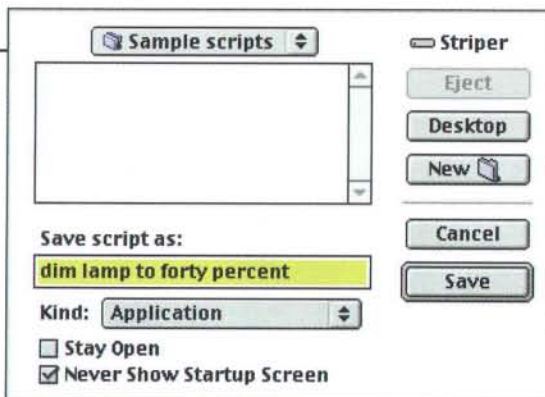 Sample scripts
Striper
Eject
Desktop
New
Save script as:
dim lamp to forty percent
Cancel
Save
Kind: Application
Stay Open
Never Show Startup Screen